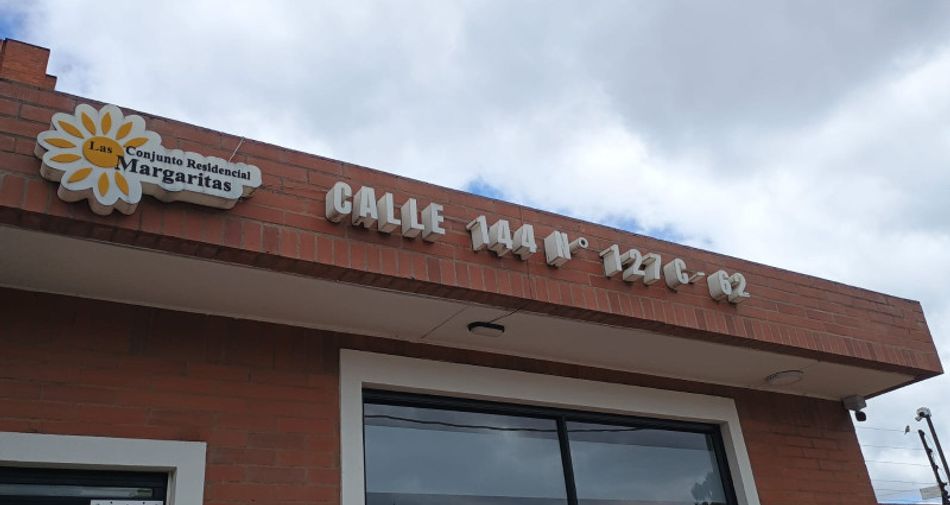 Las
Conjunto Residencial
Margaritas
CALLE 144 N° 127 C - 62